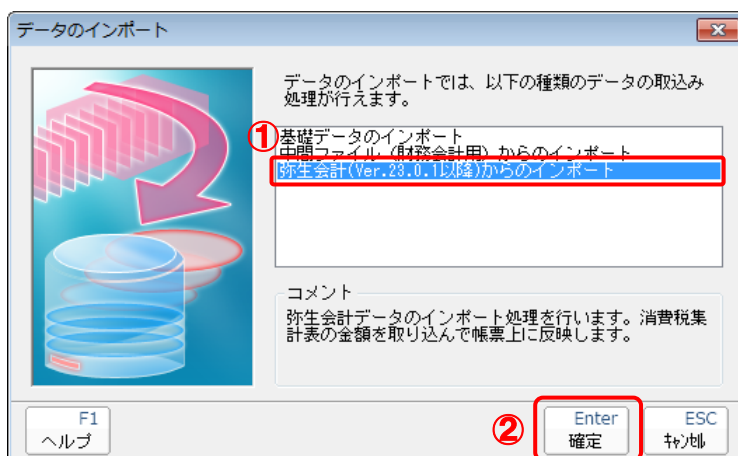 データのインポート
データのインポートでは、以下の種類のデータの取込み
処理が行えます。
①
基礎データのインポート
中間ファイル（財務会計用）からのインポート
弥生会計(Ver.23.0.1以降)からのインポート
コメント
弥生会計データのインポート処理を行います。消費税集
計表の金額を取り込んで帳票上に反映します。
F1
ヘルプ
②
Enter
確定
ESC
ｷｬﾝｾﾙ